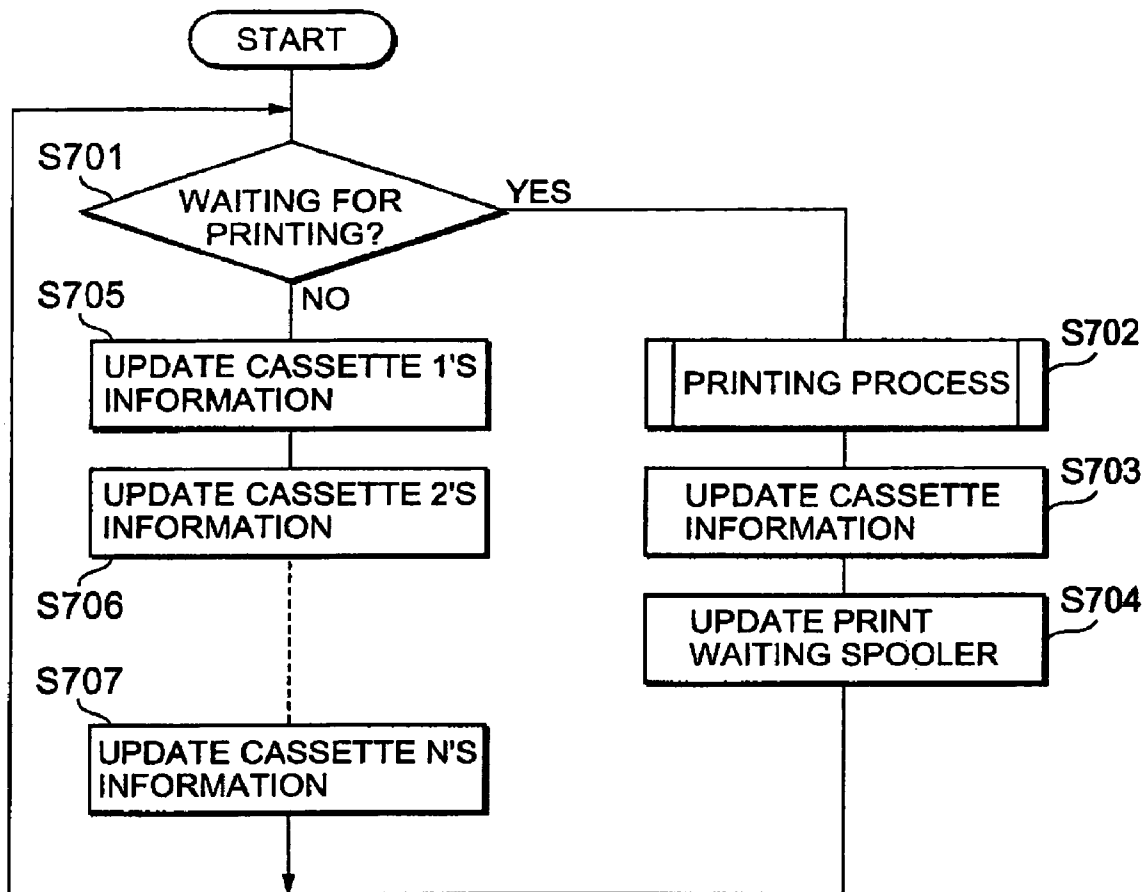 START
S701
WAITING FOR
PRINTING?
YES
NO
S705
UPDATE CASSETTE 1'S
INFORMATION
UPDATE CASSETTE 2'S
INFORMATION
S706
S707
UPDATE CASSETTE N'S
INFORMATION
S702
PRINTING PROCESS
S703
UPDATE CASSETTE
INFORMATION
S704
UPDATE PRINT
WAITING SPOOLER